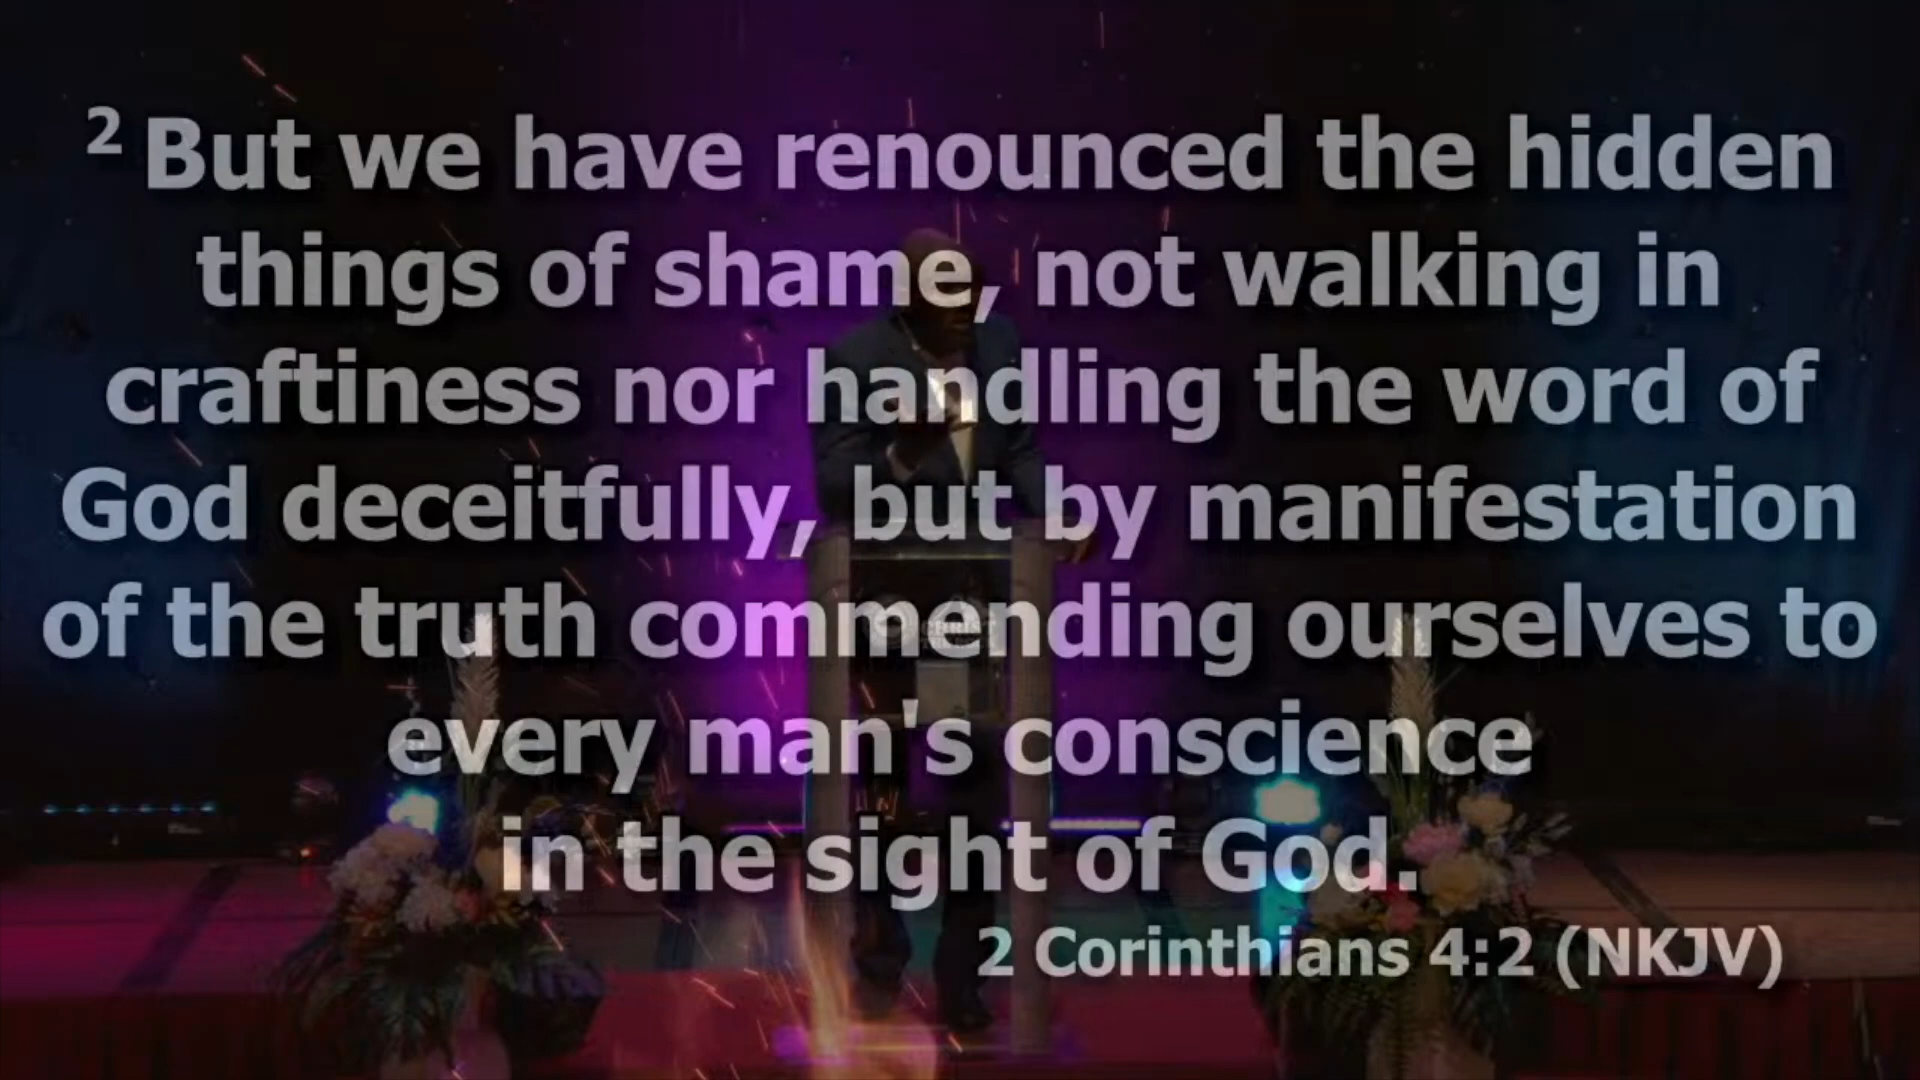 2 But we have renounced the hidden
things of shame, not walking in
craftiness nor handling the word of
God deceitfully, but by manifestation
of the truth commending ourselves to
every man's conscience
in the sight of God.
2 Corinthians 4:2 (NKJV)
CHRIST